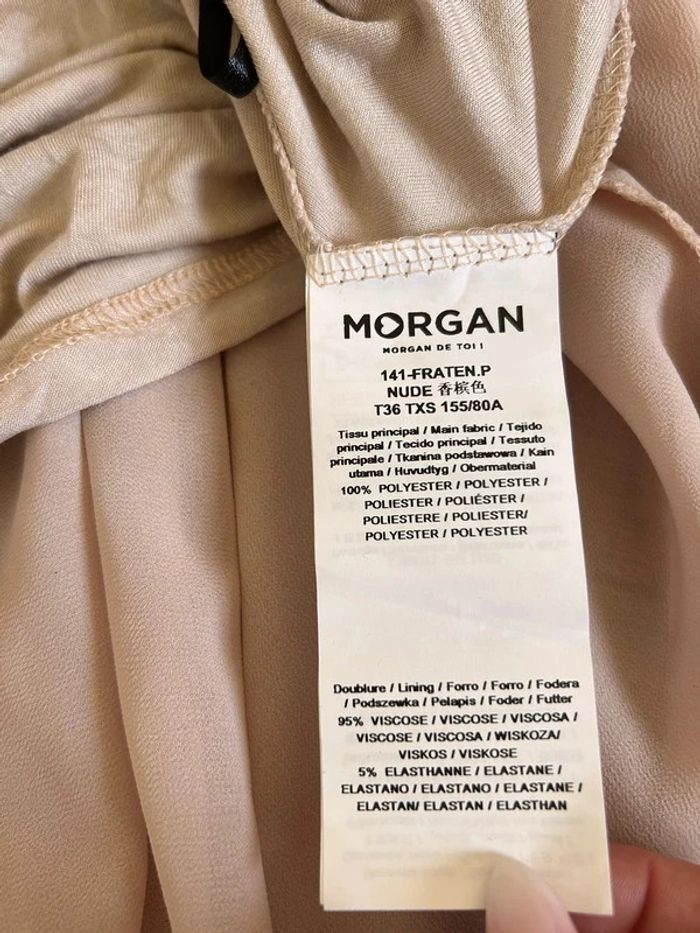 MORGAN
MORGAN DE TOI !
141-FRATEN.P
NUDE 香槟色
T36 TXS 155/80A
Tissu principal / Main fabric / Tejido
principal / Tecido principal / Tessuto
principale / Tkanina podstawowa / Kain
utama / Huvudtyg / Obermaterial
100% POLYESTER / POLYESTER /
POLIESTER / POLIÉSTER /
POLIESTERE / POLIESTER/
POLYESTER / POLYESTER
Doublure / Lining / Forro / Forro / Fodera
/ Podszewka / Pelapis / Foder / Futter
95% VISCOSE / VISCOSE / VISCOSA /
VISCOSE / VISCOSA / WISKOZA/
VISKOS / VISKOSE
5% ELASTHANNE / ELASTANE /
ELASTANO / ELASTANO / ELASTANE /
ELASTAN/ ELASTAN / ELASTHAN